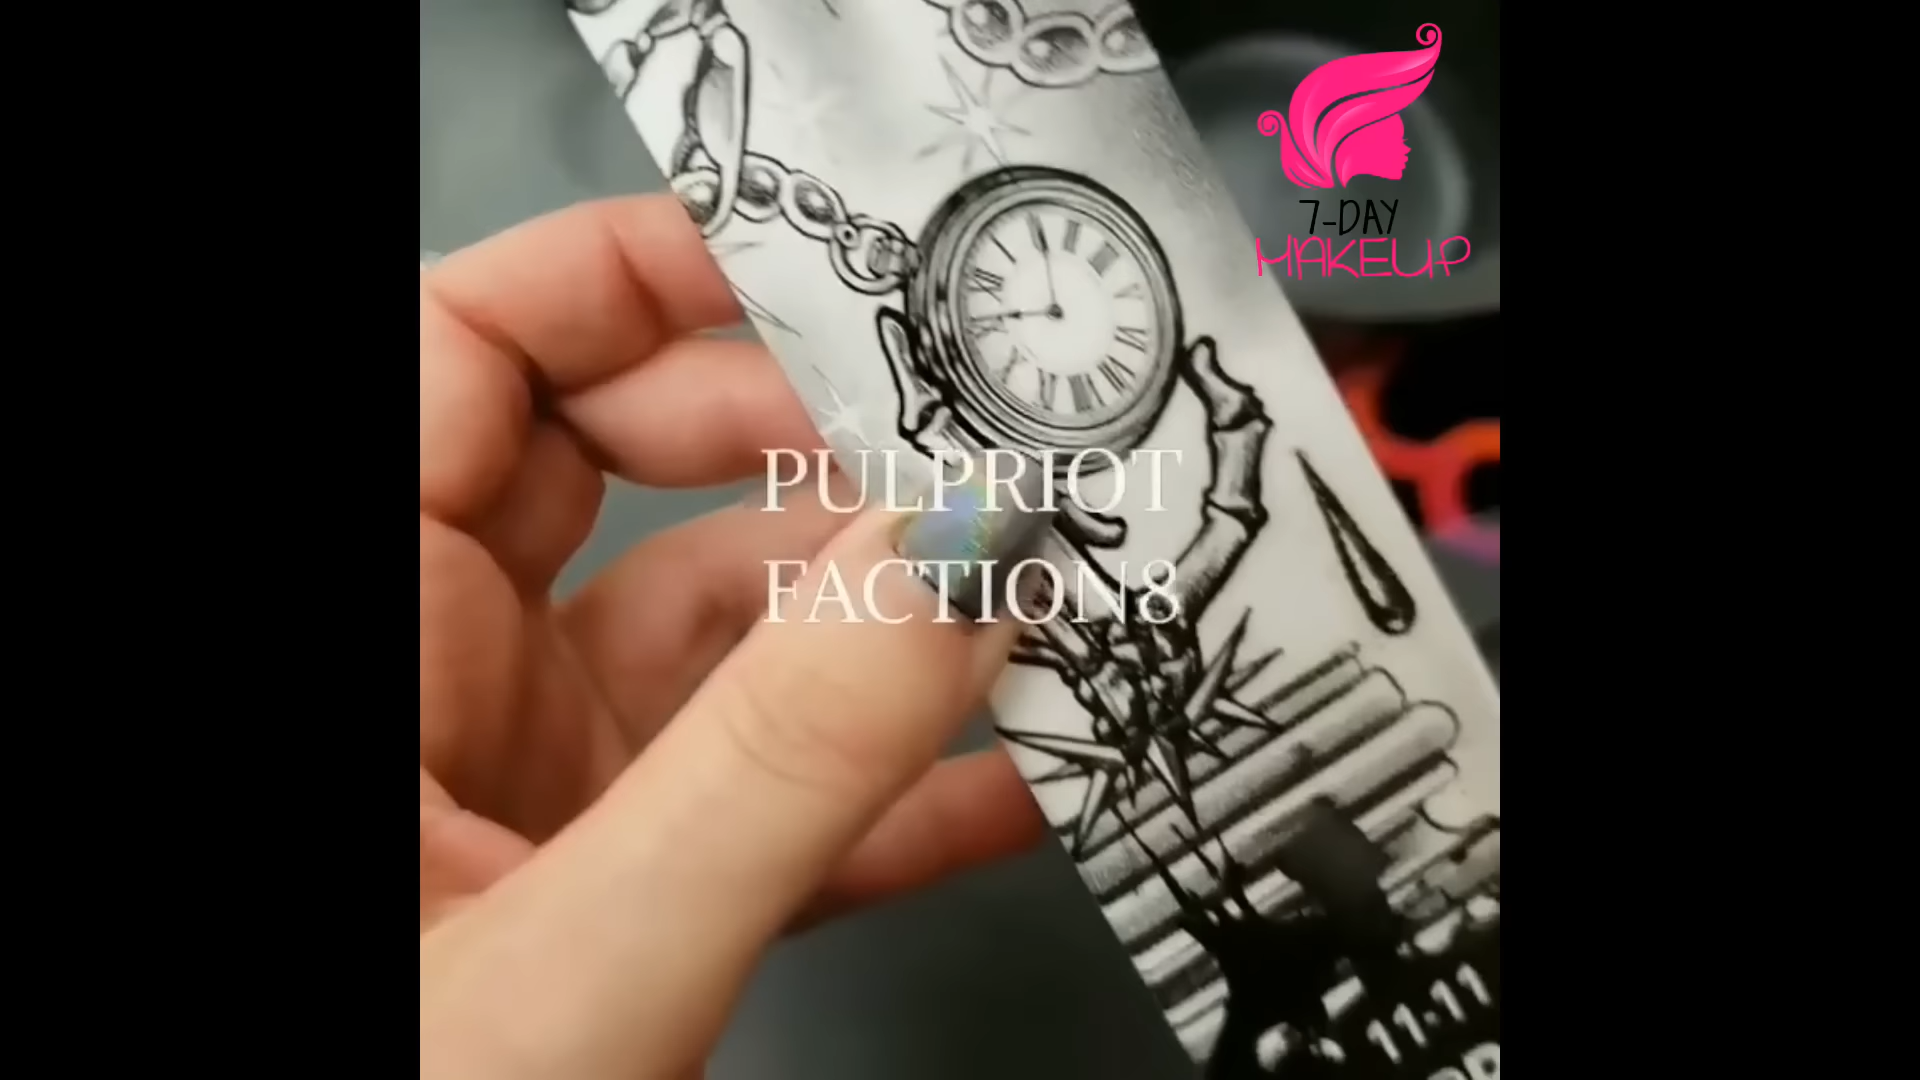 7-DAY
MAKEUP
PULPRIOT
FACTION8
11-11